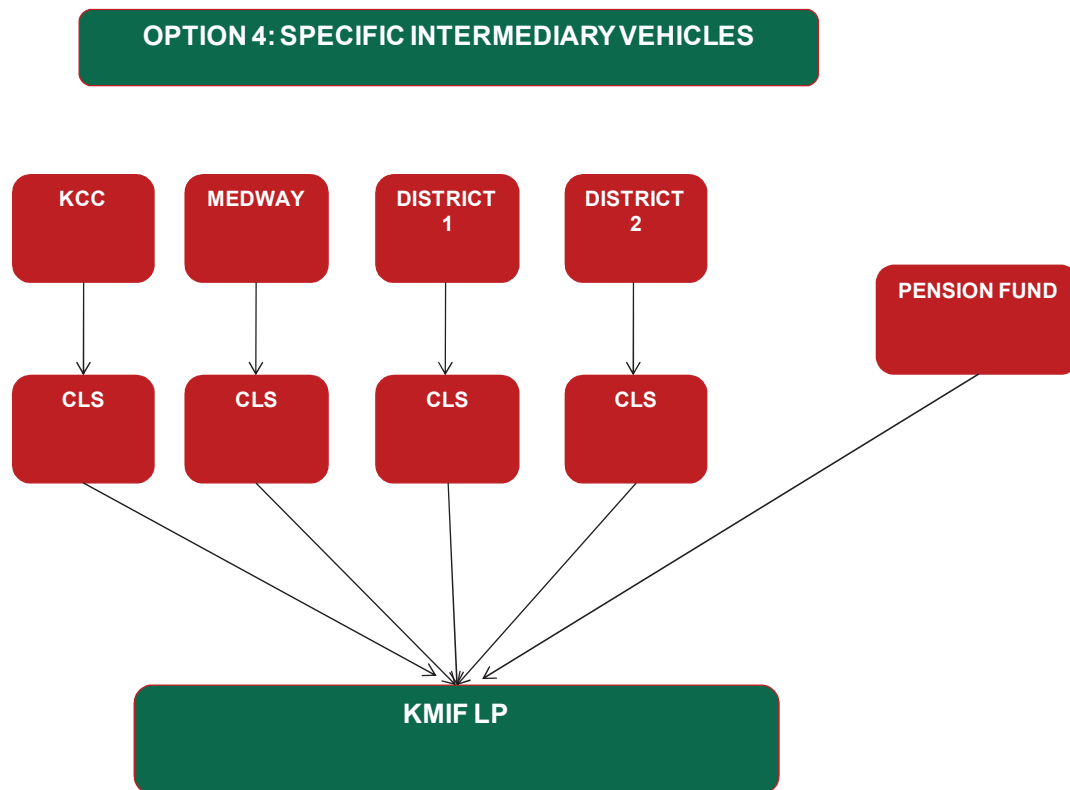 OPTION 4: SPECIFIC INTERMEDIARY VEHICLES
KCC
MEDWAY
DISTRICT
1
DISTRICT
2
PENSION FUND
CLS
CLS
CLS
CLS
KMIF LP